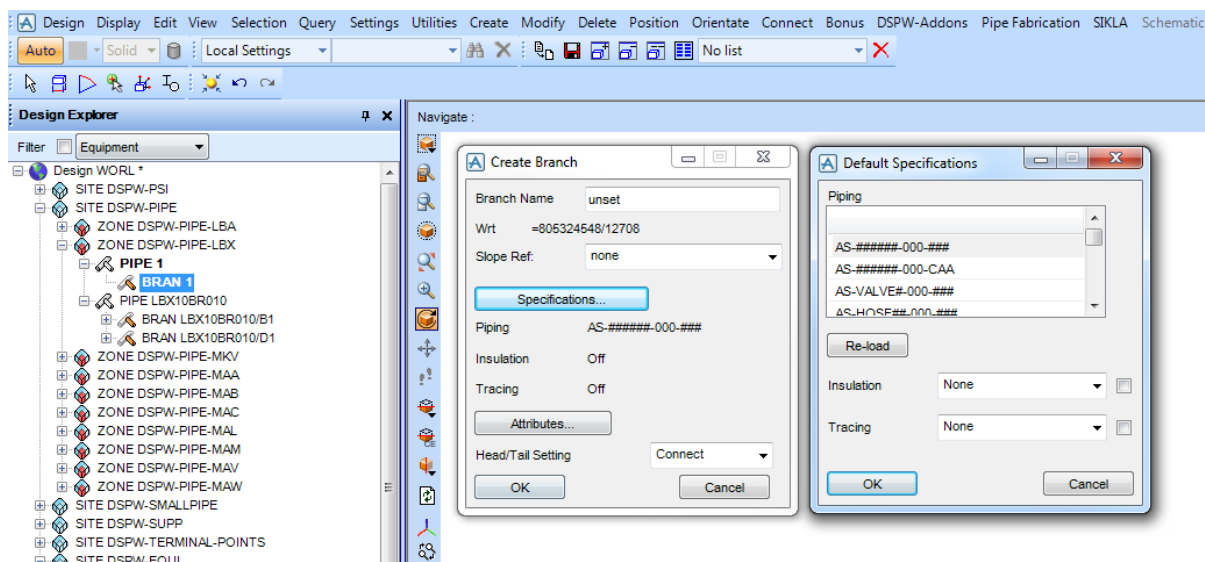 Design Display Edit View Selection Query Settings Utilities Create Modify Delete Position Orientate Connect Bonus DSPW-Addons Pipe Fabrication SIKLA Schematic
Auto Solid Local Settings No list
Design Explorer
Filter Equipment
Design WORL *
SITE DSPW-PSI
SITE DSPW-PIPE
ZONE DSPW-PIPE-LBA
ZONE DSPW-PIPE-LBX
PIPE 1
BRAN 1
PIPE LBX10BR010
BRAN LBX10BR010/B1
BRAN LBX10BR010/D1
ZONE DSPW-PIPE-MKV
ZONE DSPW-PIPE-MAA
ZONE DSPW-PIPE-MAB
ZONE DSPW-PIPE-MAC
ZONE DSPW-PIPE-MAL
ZONE DSPW-PIPE-MAM
ZONE DSPW-PIPE-MAV
ZONE DSPW-PIPE-MAW
SITE DSPW-SMALLPIPE
SITE DSPW-SUPP
SITE DSPW-TERMINAL-POINTS
SITE DSPW-EQUI
Navigate :
Create Branch
Branch Name unset
Wrt =805324548/12708
Slope Ref: none
Specifications...
Piping AS-######-000-###
Insulation Off
Tracing Off
Attributes...
Head/Tail Setting Connect
OK Cancel
Default Specifications
Piping
AS-######-000-###
AS-######-000-CAA
AS-VALVE#-000-###
AS-HOSE##-000-###
Re-load
Insulation None
Tracing None
OK Cancel